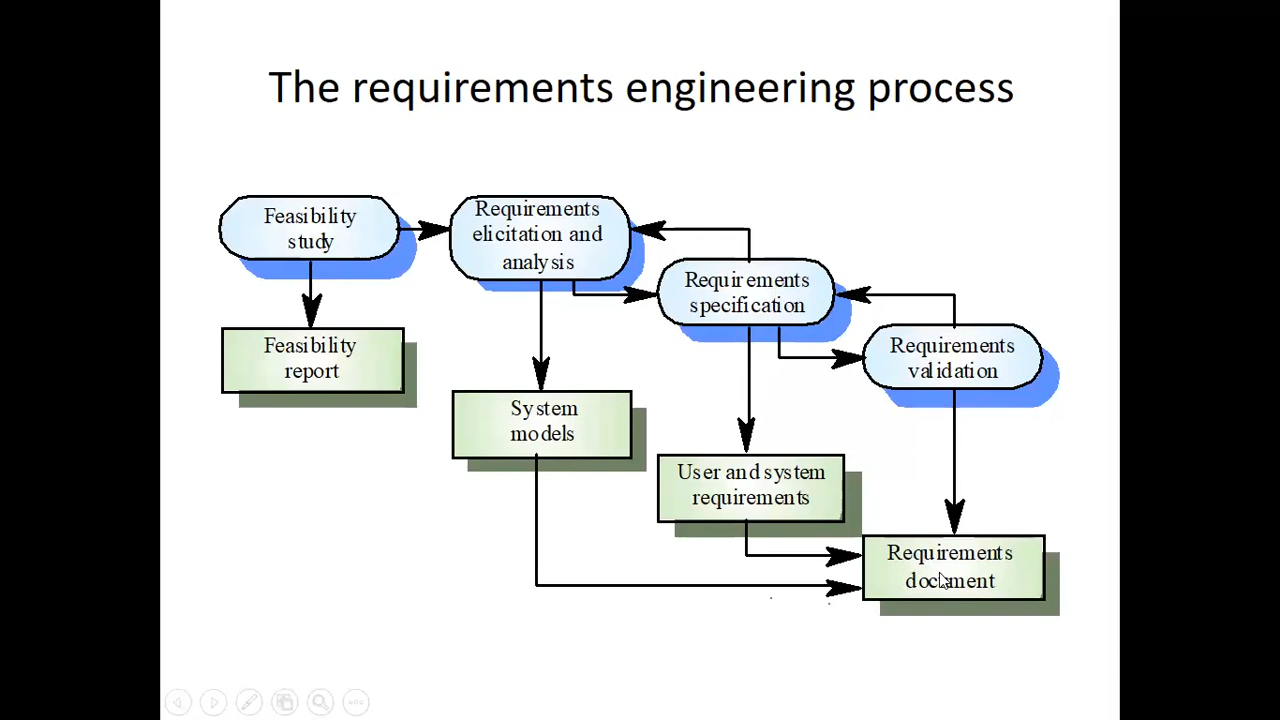 The requirements engineering process
Feasibility
study
Requirements
elicitation and
analysis
Requirements
specification
Requirements
validation
Feasibility
report
System
models
User and system
requirements
Requirements
document